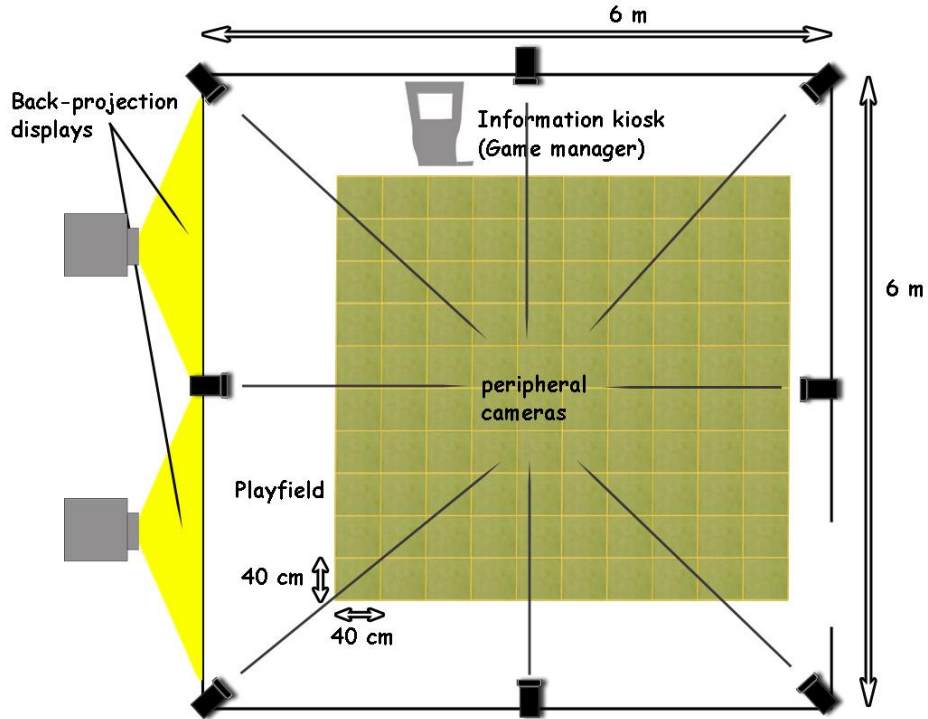 6 m
Back-projection
displays
Information kiosk
(Game manager)
6 m
peripheral
cameras
Playfield
40 cm
40 cm